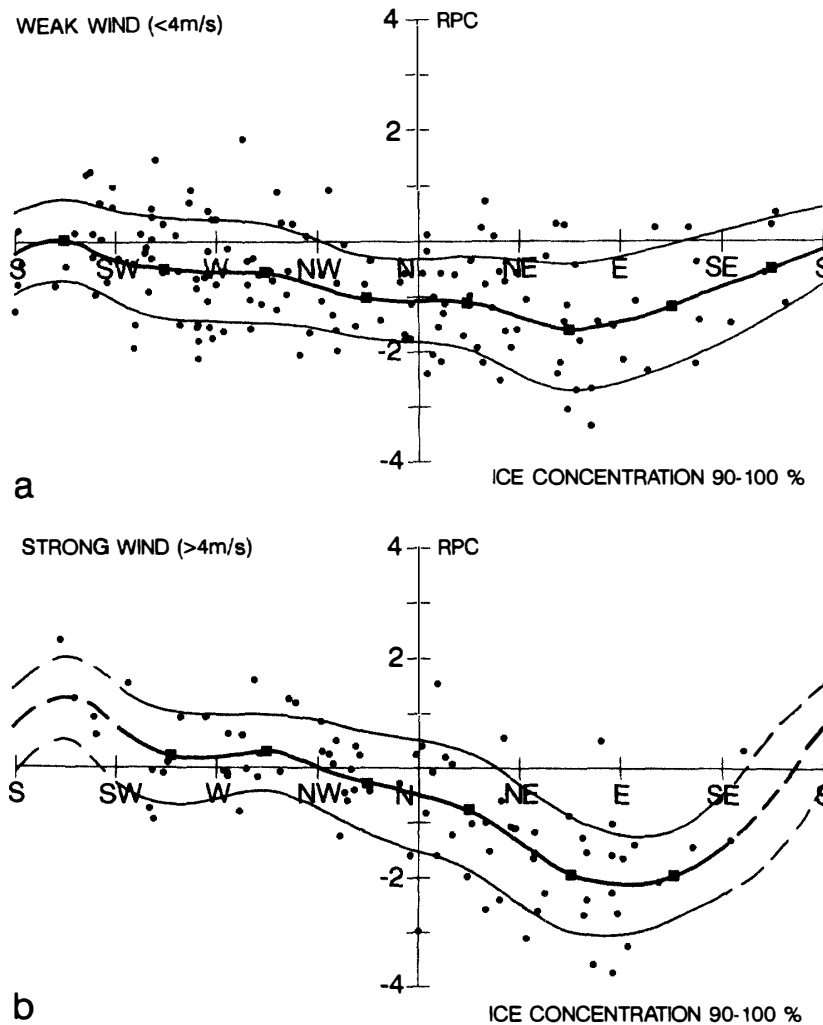 WEAK WIND (<4m/s)
4 RPC
2
S SW W NW N NE E SE S
-2
-4
a
ICE CONCENTRATION 90-100 %
STRONG WIND (>4m/s)
4 RPC
2
S SW W NW N NE E SE S
-2
-4
b
ICE CONCENTRATION 90-100 %